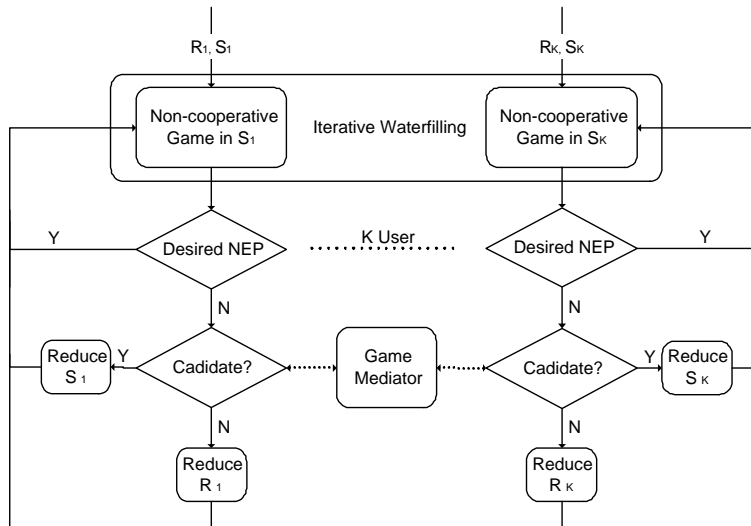 R1, S1
RK, SK
Non-cooperative
Game in S1
Iterative Waterfilling
Non-cooperative
Game in SK
Y
Desired NEP
K User
Desired NEP
Y
N
N
Reduce
S 1
Y
Cadidate?
Game
Mediator
Cadidate?
Y
Reduce
S K
N
N
Reduce
R 1
Reduce
R K